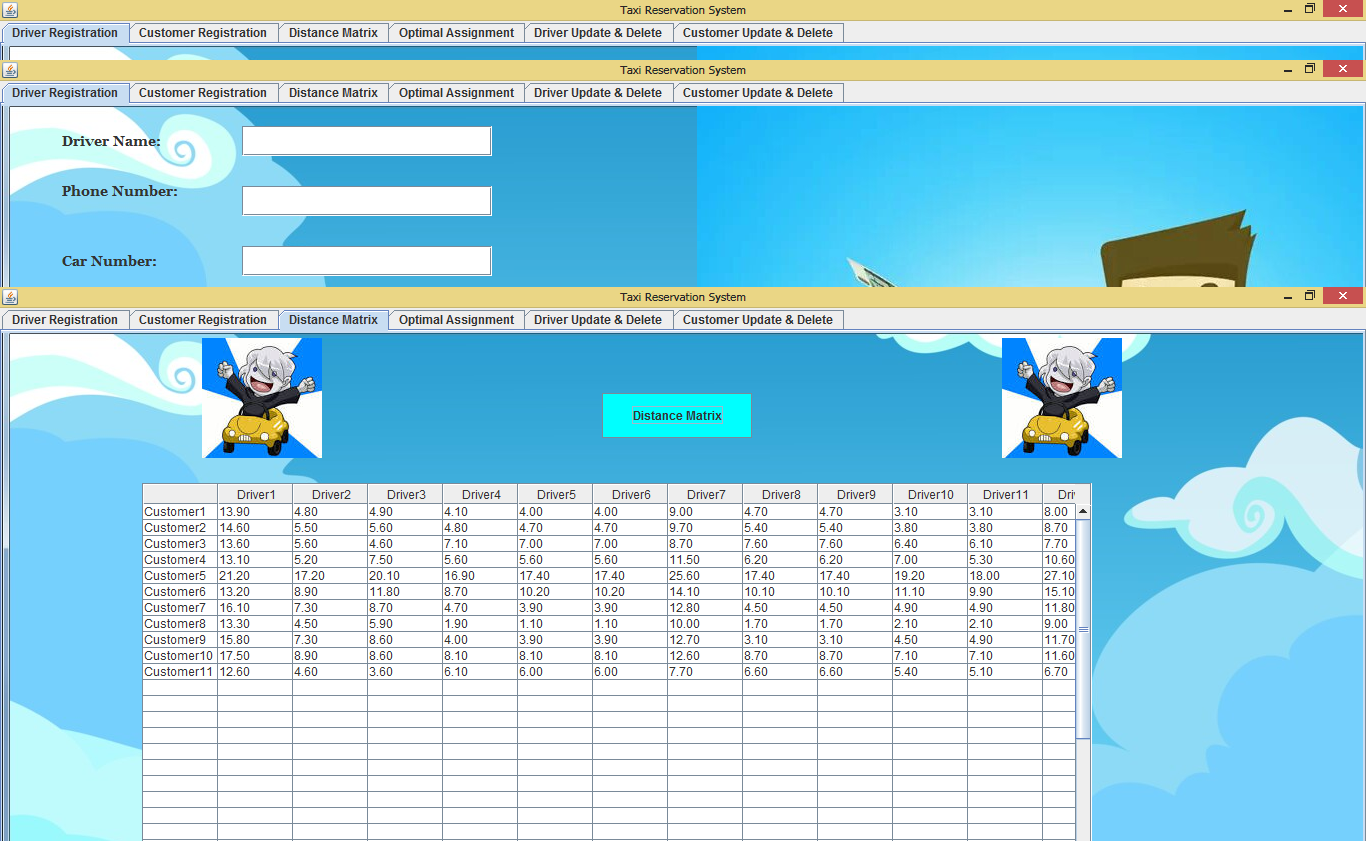 Taxi Reservation System
Driver Registration Customer Registration Distance Matrix Optimal Assignment Driver Update & Delete Customer Update & Delete
Taxi Reservation System
Driver Registration Customer Registration Distance Matrix Optimal Assignment Driver Update & Delete Customer Update & Delete
Driver Name:
Phone Number:
Car Number:
Taxi Reservation System
Driver Registration Customer Registration Distance Matrix Optimal Assignment Driver Update & Delete Customer Update & Delete
Distance Matrix
Driver1 Driver2 Driver3 Driver4 Driver5 Driver6 Driver7 Driver8 Driver9 Driver10 Driver11 Dri
Customer1 13.90 4.80 4.90 4.10 4.00 4.00 9.00 4.70 4.70 3.10 3.10 8.00
Customer2 14.60 5.50 5.60 4.80 4.70 4.70 9.70 5.40 5.40 3.80 3.80 8.70
Customer3 13.60 5.60 4.60 7.10 7.00 7.00 8.70 7.60 7.60 6.40 6.10 7.70
Customer4 13.10 5.20 7.50 5.60 5.60 5.60 11.50 6.20 6.20 7.00 5.30 10.60
Customer5 21.20 17.20 20.10 16.90 17.40 17.40 25.60 17.40 17.40 19.20 18.00 27.10
Customer6 13.20 8.90 11.80 8.70 10.20 10.20 14.10 10.10 10.10 11.10 9.90 15.10
Customer7 16.10 7.30 8.70 4.70 3.90 3.90 12.80 4.50 4.50 4.90 4.90 11.80
Customer8 13.30 4.50 5.90 1.90 1.10 1.10 10.00 1.70 1.70 2.10 2.10 9.00
Customer9 15.80 7.30 8.60 4.00 3.90 3.90 12.70 3.10 3.10 4.50 4.90 11.70
Customer10 17.50 8.90 8.60 8.10 8.10 8.10 12.60 8.70 8.70 7.10 7.10 11.60
Customer11 12.60 4.60 3.60 6.10 6.00 6.00 7.70 6.60 6.60 5.40 5.10 6.70